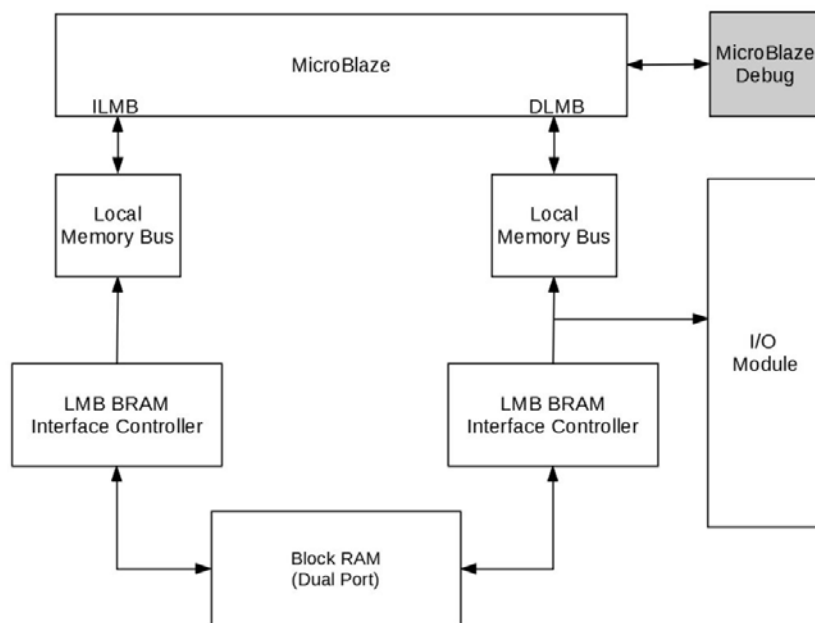 MicroBlaze
MicroBlaze
Debug
ILMB
DLMB
Local
Memory Bus
Local
Memory Bus
I/O
Module
LMB BRAM
Interface Controller
LMB BRAM
Interface Controller
Block RAM
(Dual Port)